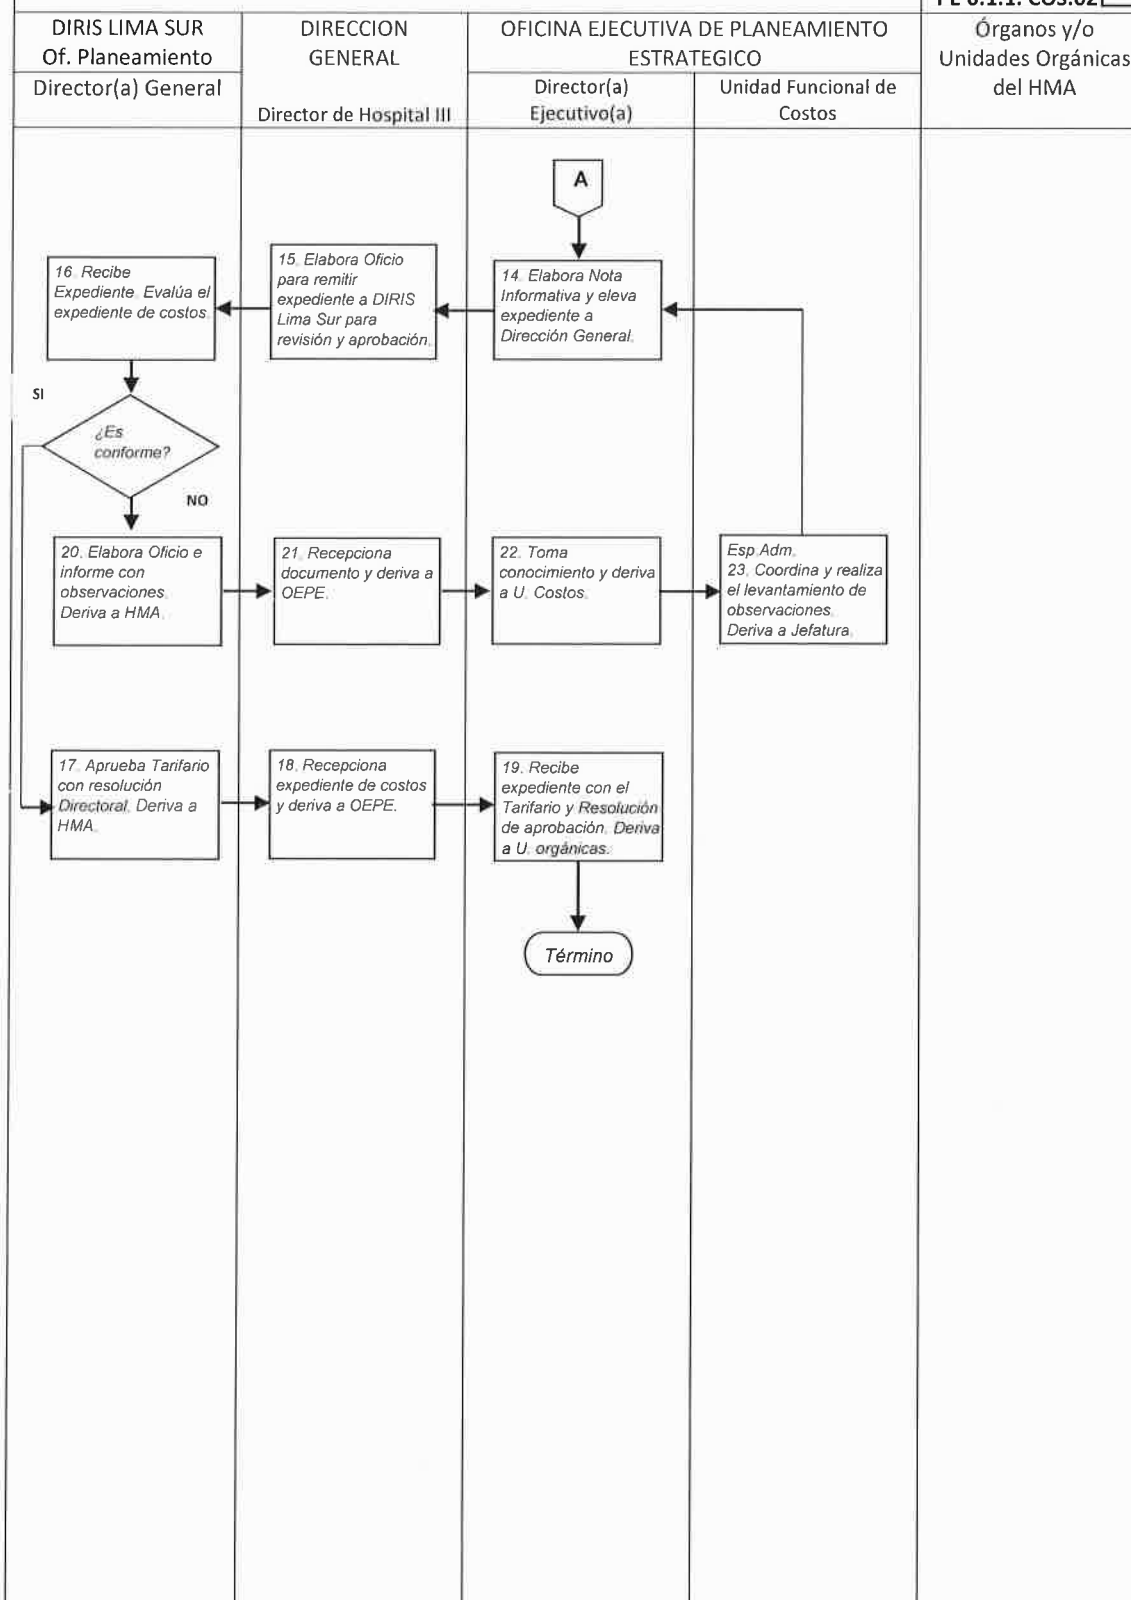 DIRIS LIMA SUR
Of. Planeamiento
Director(a) General
DIRECCION
GENERAL
Director de Hospital III
OFICINA EJECUTIVA DE PLANEAMIENTO
ESTRATEGICO
Director(a)
Ejecutivo(a)
Unidad Funcional de
Costos
Órganos y/o
Unidades Orgánicas
del HMA
A
16. Recibe
Expediente. Evalúa el
expediente de costos.
15. Elabora Oficio
para remitir
expediente a DIRIS
Lima Sur para
revisión y aprobación.
14. Elabora Nota
Informativa y eleva
expediente a
Dirección General.
SI
¿Es
conforme?
NO
20. Elabora Oficio e
informe con
observaciones.
Deriva a HMA.
21. Recepciona
documento y deriva a
OEPE.
22. Toma
conocimiento y deriva
a U. Costos.
Esp.Adm.
23. Coordina y realiza
el levantamiento de
observaciones.
Deriva a Jefatura.
17. Aprueba Tarifario
con resolución
Directoral. Deriva a
HMA.
18. Recepciona
expediente de costos
y deriva a OEPE.
19. Recibe
expediente con el
Tarifario y Resolución
de aprobación. Deriva
a U. orgánicas.
Término